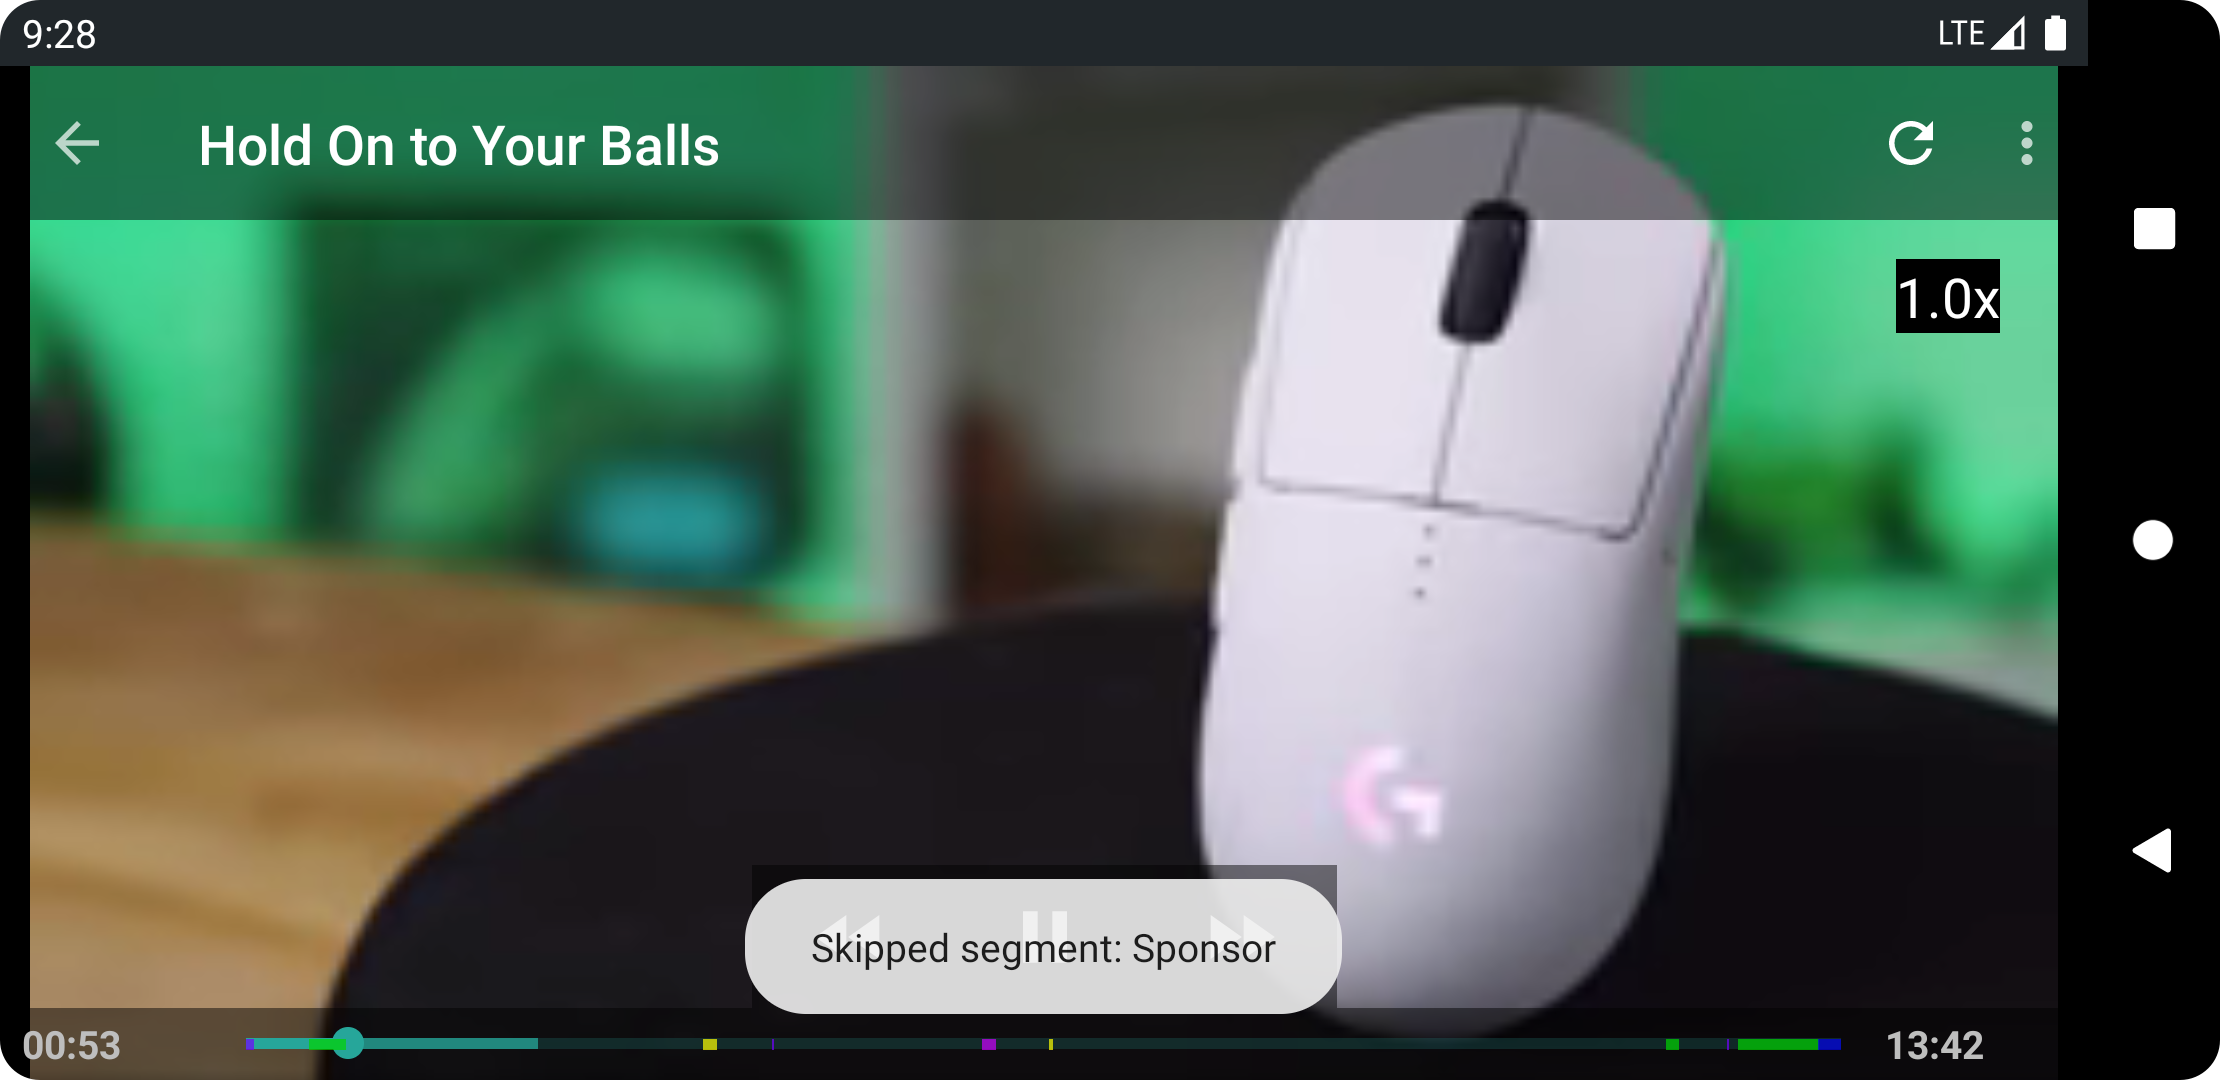 9:28
LTE
Hold On to Your Balls
1.0x
Skipped segment: Sponsor
00:53
13:42